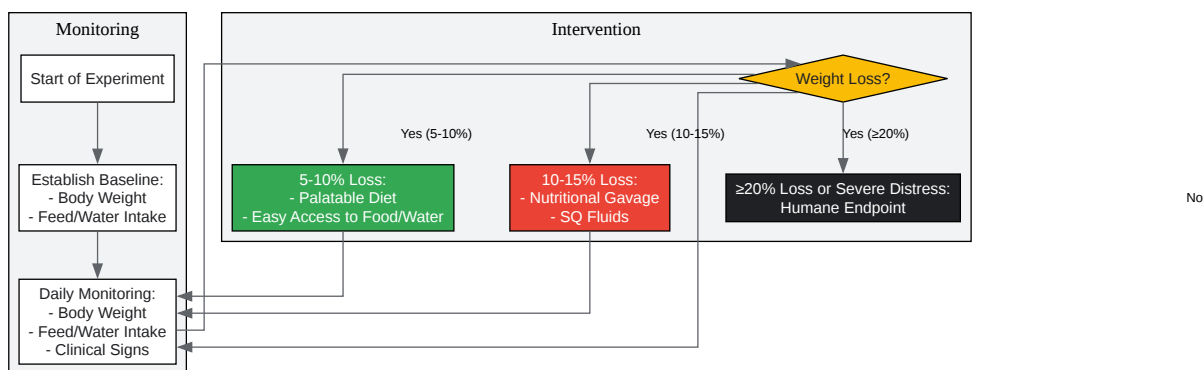 Monitoring
Start of Experiment
Establish Baseline:
- Body Weight
- Feed/Water Intake
Daily Monitoring:
- Body Weight
- Feed/Water Intake
- Clinical Signs
Intervention
Weight Loss?
Yes (5-10%)
Yes (10-15%)
Yes (≥20%)
5-10% Loss:
- Palatable Diet
- Easy Access to Food/Water
10-15% Loss:
- Nutritional Gavage
- SQ Fluids
≥20% Loss or Severe Distress:
Humane Endpoint
No